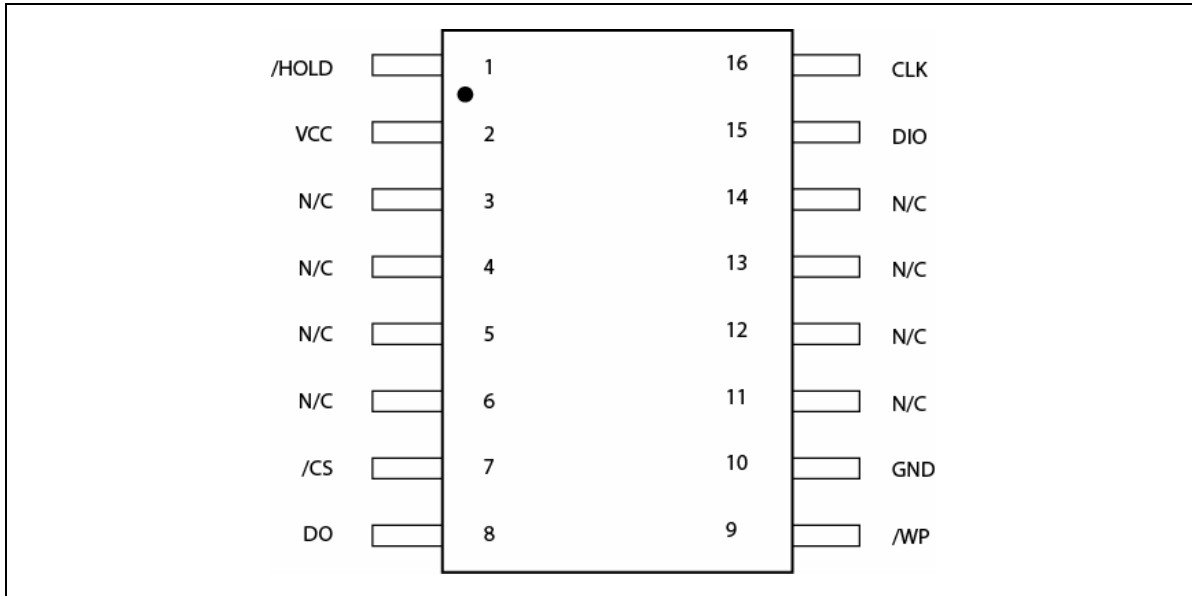 /HOLD 1 16 CLK
VCC 2 15 DIO
N/C 3 14 N/C
N/C 4 13 N/C
N/C 5 12 N/C
N/C 6 11 N/C
/CS 7 10 GND
DO 8 9 /WP